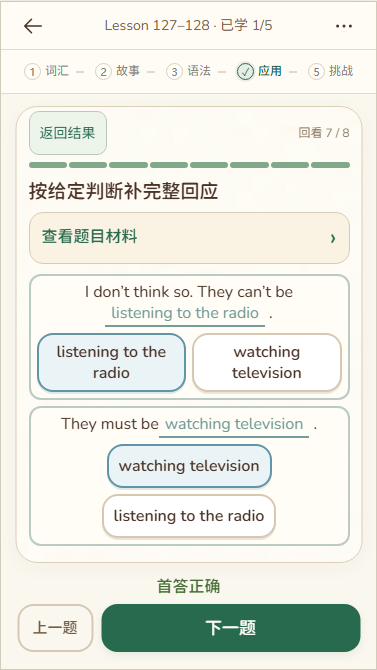 Lesson 127–128 · 已学 1/5
1 词汇 – 2 故事 – 3 语法 – ✓ 应用 – 5 挑战
返回结果
回看 7 / 8
按给定判断补完整回应
查看题目材料 ›
I don't think so. They can't be
listening to the radio .
listening to the
radio
watching
television
They must be watching television .
watching television
listening to the radio
首答正确
上一题
下一题